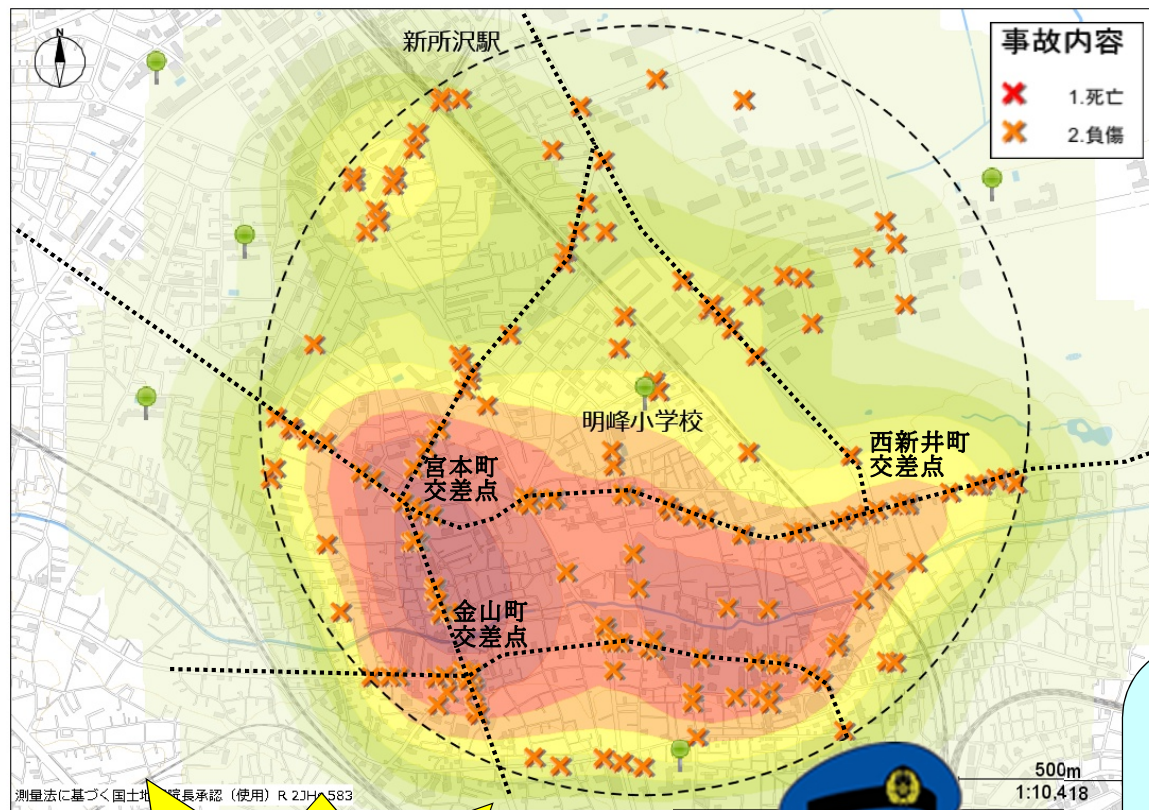 N
新所沢駅
事故内容
1.死亡
2.負傷
明峰小学校
西新井町
交差点
宮本町
交差点
金山町
交差点
500m
1:10,418
測量法に基づく国土地 院長承認(使用)R 2JH 583